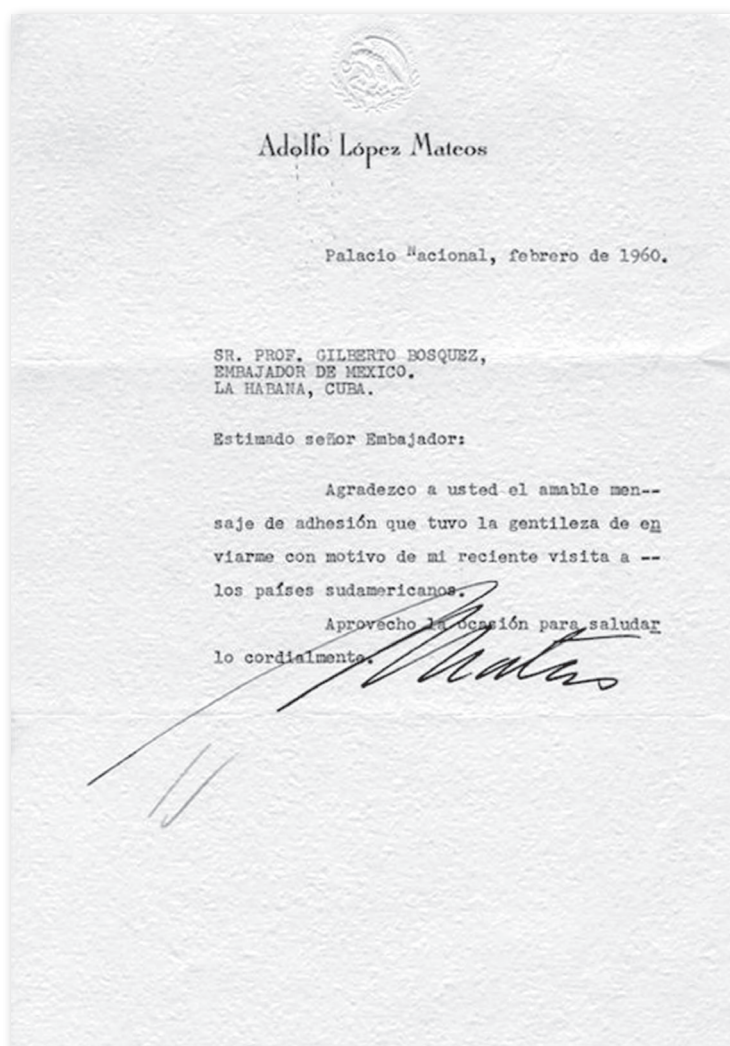 Adolfo López Mateos
Palacio Nacional, febrero de 1960.
SR. PROF. GILBERTO BOSQUEZ,
EMBAJADOR DE MEXICO.
LA HABANA, CUBA.
Estimado señor Embajador:
Agradezco a usted el amable men--
saje de adhesión que tuvo la gentileza de en
viarme con motivo de mi reciente visita a --
los países sudamericanos.
Aprovecho la ocasión para saludar
lo cordialmente.
Mateos